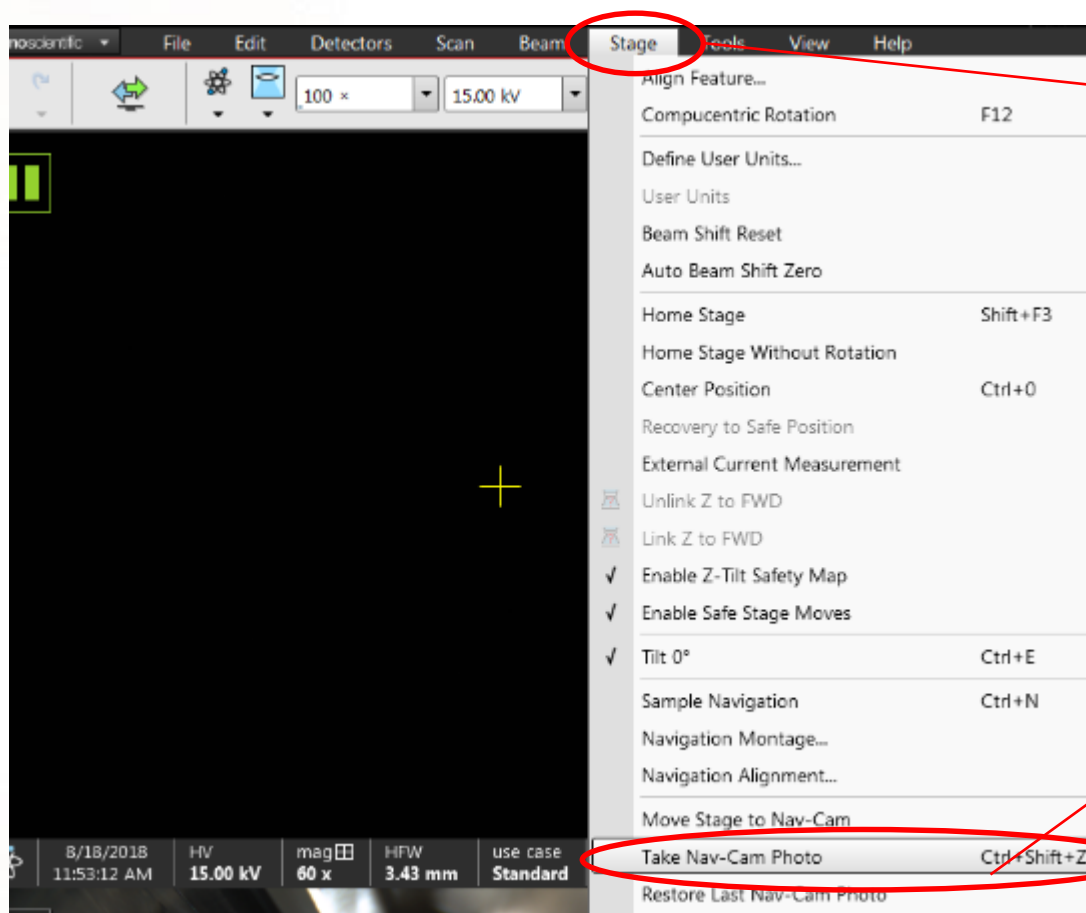 noscientific File Edit Detectors Scan Beam Stage Tools View Help
100 × 15.00 kV
Align Feature...
Compucentric Rotation F12
Define User Units...
User Units
Beam Shift Reset
Auto Beam Shift Zero
Home Stage Shift+F3
Home Stage Without Rotation
Center Position Ctrl+0
Recovery to Safe Position
External Current Measurement
Unlink Z to FWD
Link Z to FWD
√ Enable Z-Tilt Safety Map
√ Enable Safe Stage Moves
√ Tilt 0° Ctrl+E
Sample Navigation Ctrl+N
Navigation Montage...
Navigation Alignment...
Move Stage to Nav-Cam
Take Nav-Cam Photo Ctrl+Shift+Z
Restore Last Nav-Cam Photo
8/18/2018 HV mag HFW use case
11:53:12 AM 15.00 kV 60 x 3.43 mm Standard